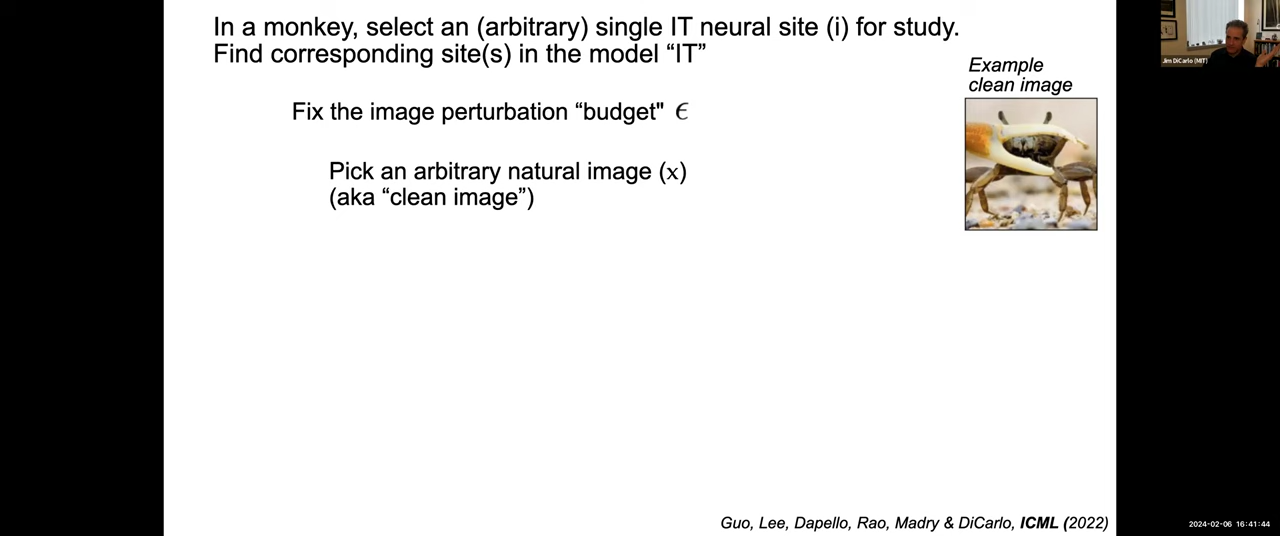 In a monkey, select an (arbitrary) single IT neural site (i) for study.
Find corresponding site(s) in the model “IT”
Example
clean image
Fix the image perturbation “budget" ϵ
Pick an arbitrary natural image (x)
(aka “clean image”)
Guo, Lee, Dapello, Rao, Madry & DiCarlo, ICML (2022)
Jim DiCarlo (MIT)
2024-02-06 16:41:44